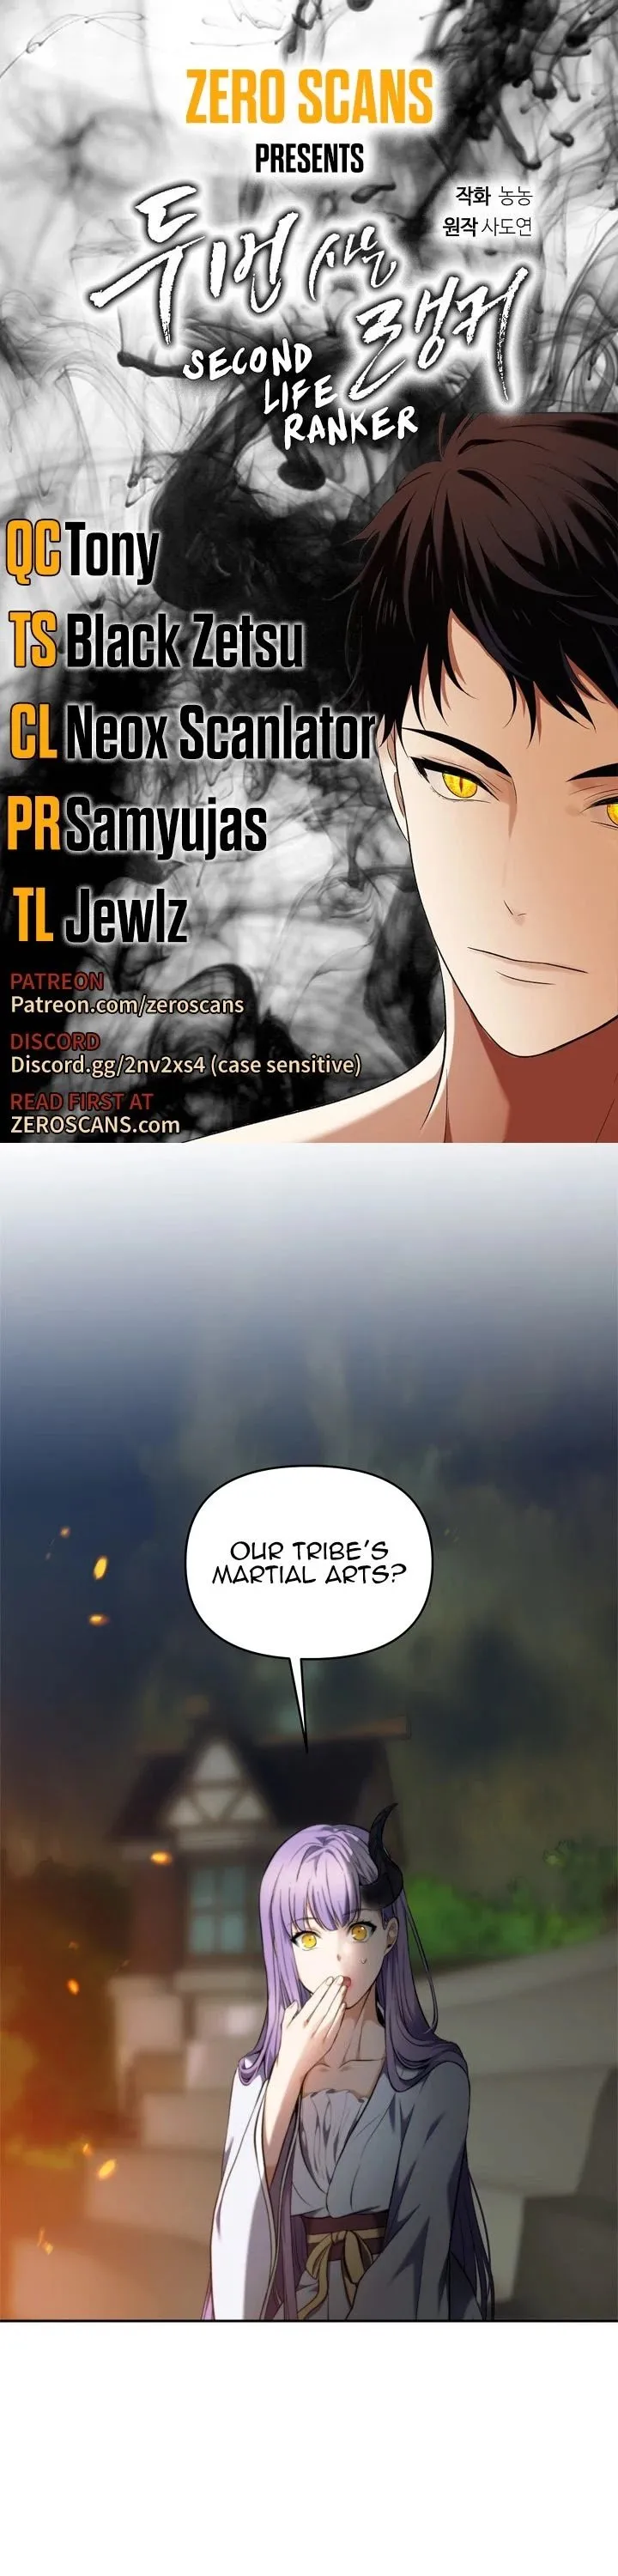 ZERO SCANS
PRESENTS
작화 농농
원작 사도연
두 번 사는
랭커
SECOND
LIFE
RANKER
QC Tony
TS Black Zetsu
CL Neox Scanlator
PR Samyujas
TL Jewlz
PATREON
Patreon.com/zeroscans
DISCORD
Discord.gg/2nv2xs4 (case sensitive)
READ FIRST AT
ZEROSCANS.com
OUR TRIBE'S
MARTIAL ARTS?